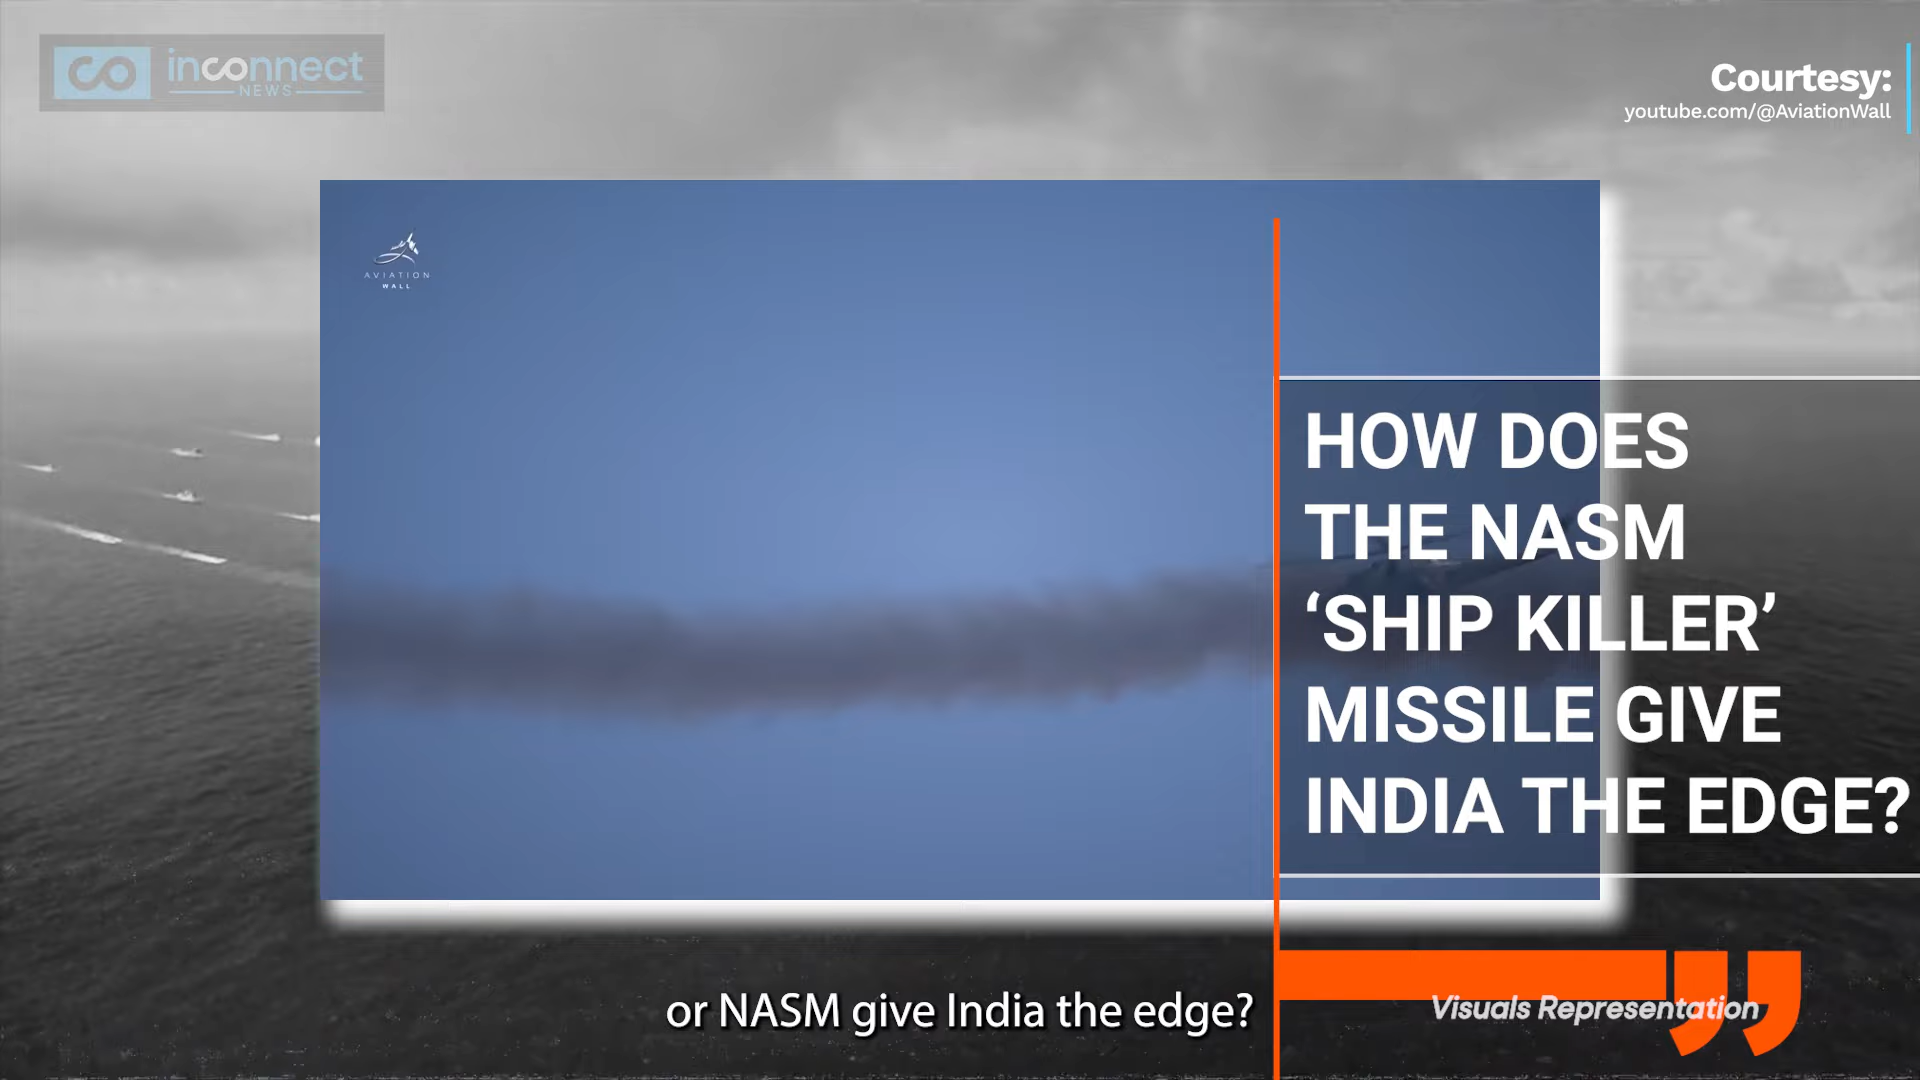 inconnect
NEWS
Courtesy:
youtube.com/@AviationWall
AVIATION
WALL
HOW DOES
THE NASM
‘SHIP KILLER’
MISSILE GIVE
INDIA THE EDGE?
or NASM give India the edge?
Visuals Representation